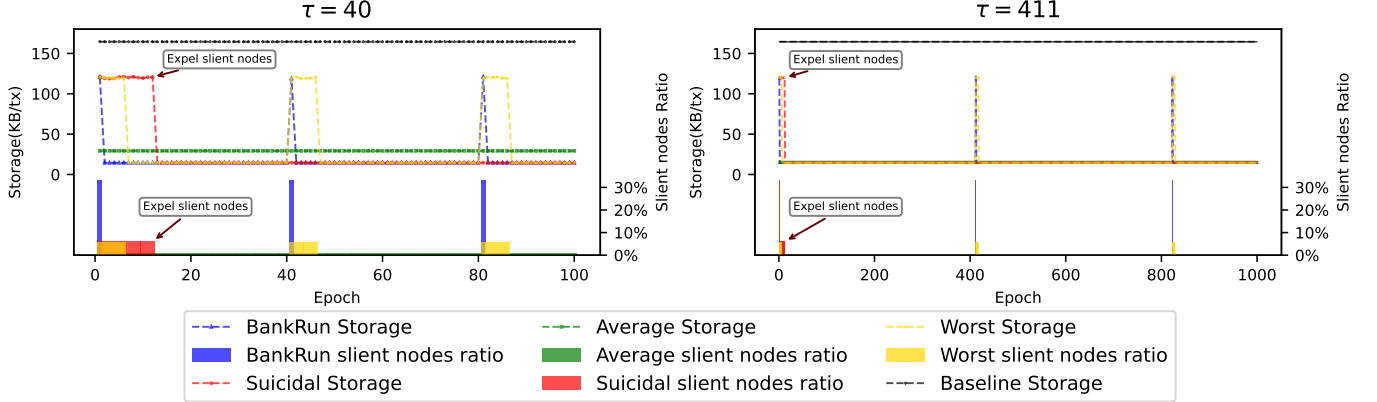 τ = 40
τ = 411
Storage(KB/tx)
150
100
50
0
Expel slient nodes
Expel slient nodes
Slient nodes Ratio
30%
20%
10%
0%
0 20 40 60 80 100
Epoch
Storage(KB/tx)
150
100
50
0
Expel slient nodes
Expel slient nodes
Slient nodes Ratio
30%
20%
10%
0%
0 200 400 600 800 1000
Epoch
BankRun Storage
BankRun slient nodes ratio
Suicidal Storage
Average Storage
Average slient nodes ratio
Suicidal slient nodes ratio
Worst Storage
Worst slient nodes ratio
Baseline Storage